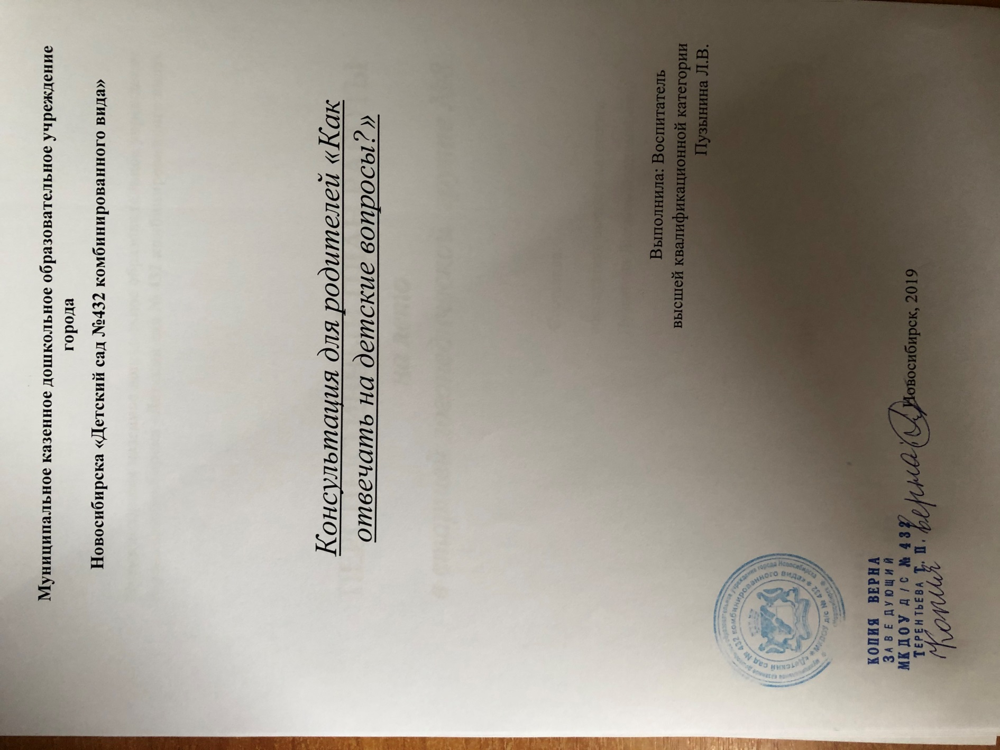 Муниципальное казенное дошкольное образовательное учреждение
города
Новосибирска «Детский сад №432 комбинированного вида»
Консультация для родителей «Как
отвечать на детские вопросы?»
Выполнила: Воспитатель
высшей квалификационной категории
Пузынина Л.В.
«Детский сад № 432 комбинированного вида»
МКДОУ д/с № 432
города Новосибирска
КОПИЯ ВЕРНА
ЗАВЕДУЮЩИЙ
МКДОУ Д/С № 432
ТЕРЕНТЬЕВА Т. П.
Копия верна
Новосибирск, 2019